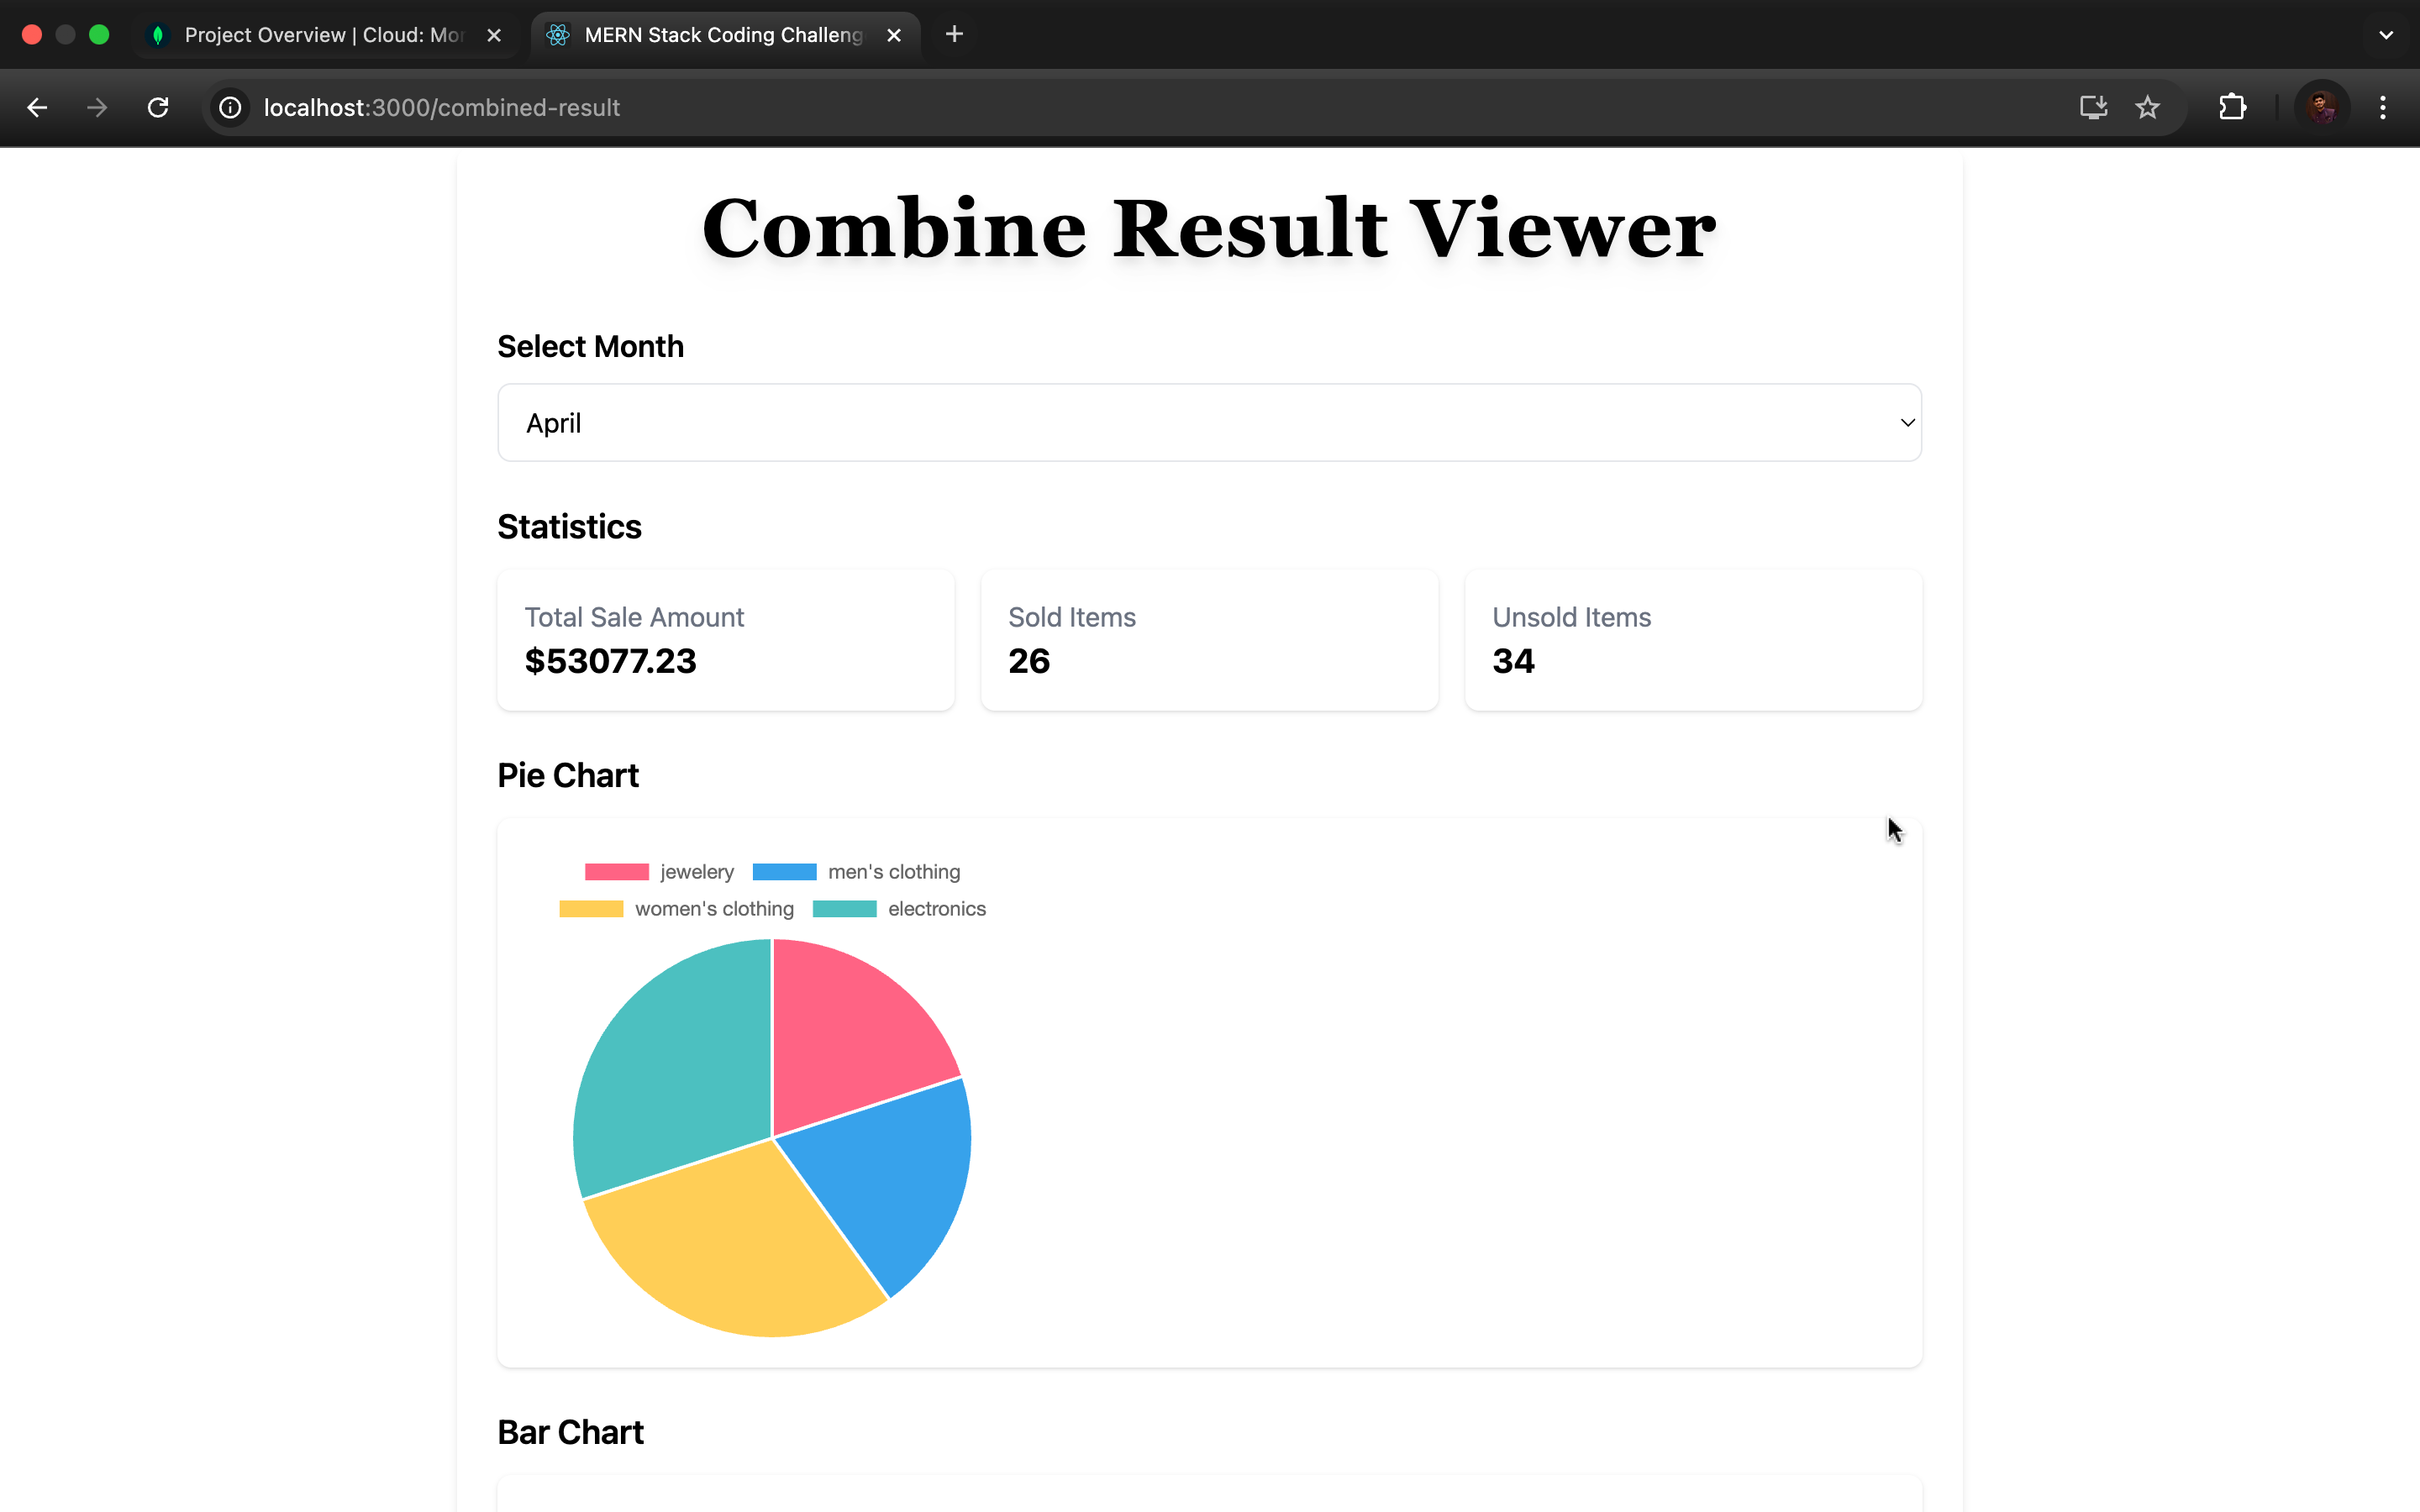 Project Overview | Cloud: Mon
MERN Stack Coding Challeng
localhost:3000/combined-result
Combine Result Viewer
Select Month
April
Statistics
Total Sale Amount
$53077.23
Sold Items
26
Unsold Items
34
Pie Chart
jewelery men's clothing
women's clothing electronics
Bar Chart